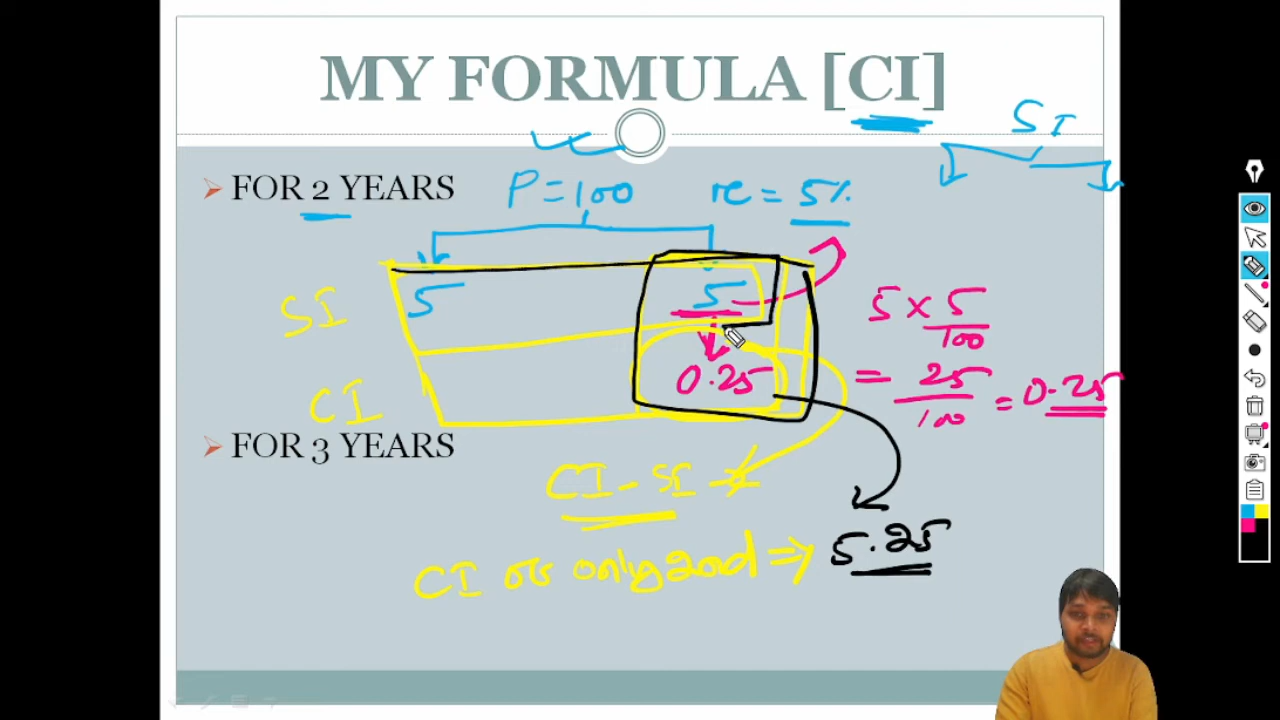 MY FORMULA [CI]
SI
FOR 2 YEARS P = 100 r = 5%
SI 5 5
5 × 5/100
CI 0.25
= 25/100 = 0.25
FOR 3 YEARS
CI - SI
CI only 2nd ⇒ 5.25